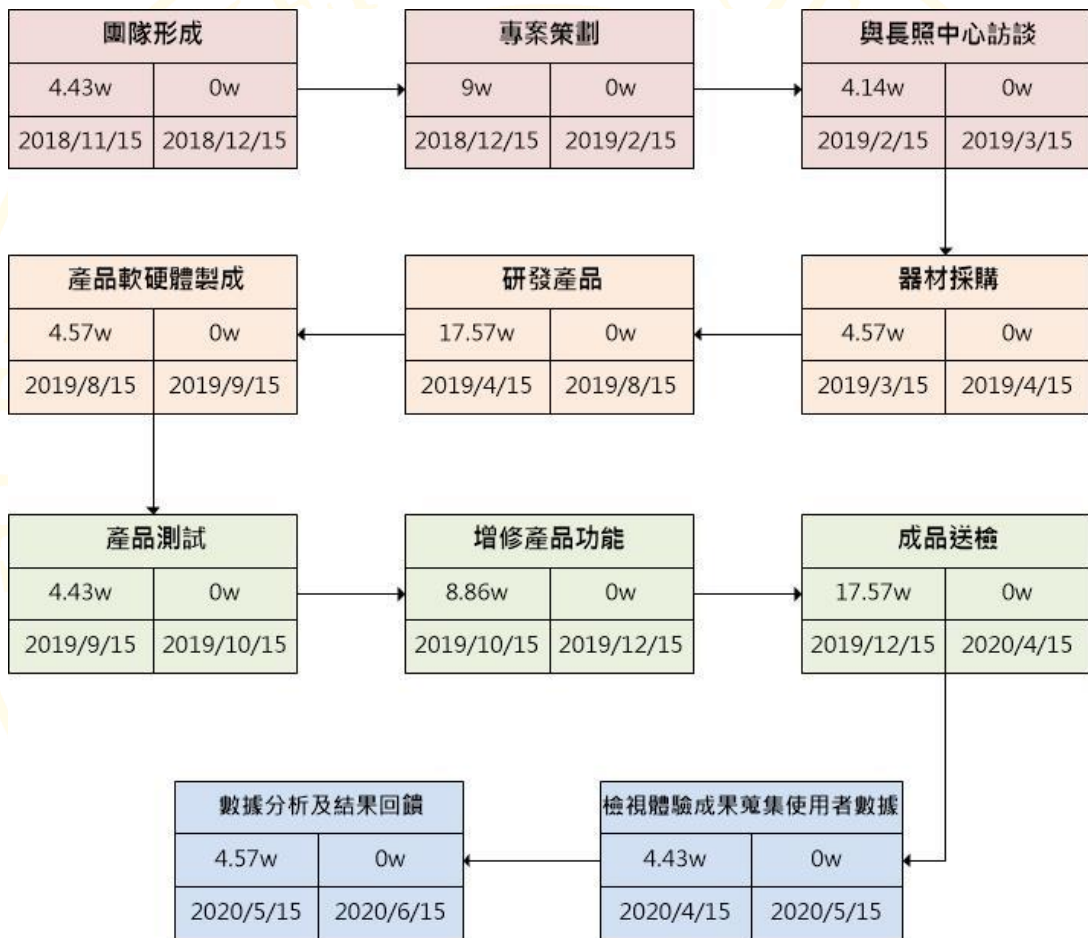 團隊形成
4.43w 0w
2018/11/15 2018/12/15
專案策劃
9w 0w
2018/12/15 2019/2/15
與長照中心訪談
4.14w 0w
2019/2/15 2019/3/15
器材採購
4.57w 0w
2019/3/15 2019/4/15
研發產品
17.57w 0w
2019/4/15 2019/8/15
產品軟硬體製成
4.57w 0w
2019/8/15 2019/9/15
產品測試
4.43w 0w
2019/9/15 2019/10/15
增修產品功能
8.86w 0w
2019/10/15 2019/12/15
成品送檢
17.57w 0w
2019/12/15 2020/4/15
檢視體驗成果蒐集使用者數據
4.43w 0w
2020/4/15 2020/5/15
數據分析及結果回饋
4.57w 0w
2020/5/15 2020/6/15